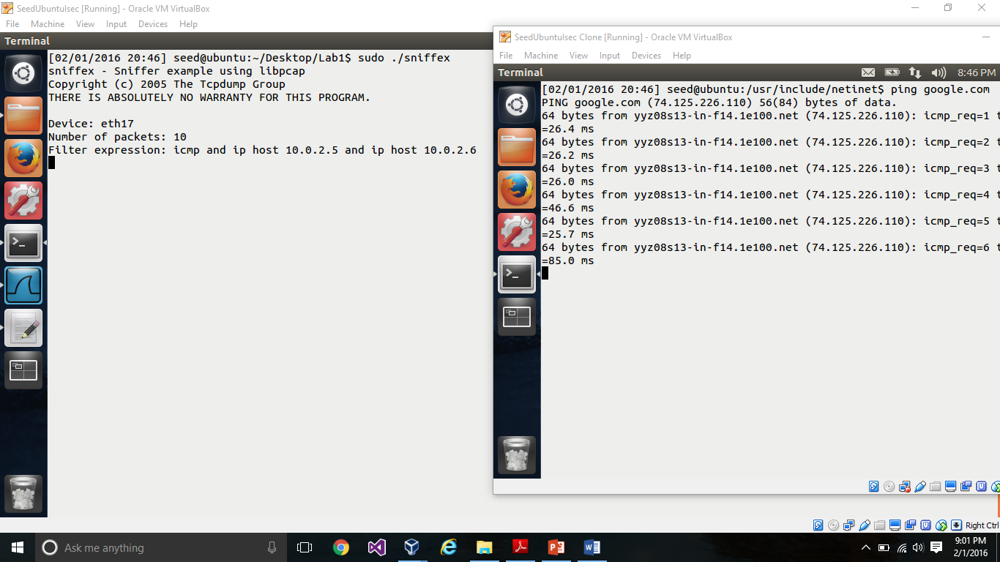 SeedUbuntuIsec [Running] - Oracle VM VirtualBox
File Machine View Input Devices Help
Terminal
[02/01/2016 20:46] seed@ubuntu:~/Desktop/Lab1$ sudo ./sniffex
sniffex - Sniffer example using libpcap
Copyright (c) 2005 The Tcpdump Group
THERE IS ABSOLUTELY NO WARRANTY FOR THIS PROGRAM.
Device: eth17
Number of packets: 10
Filter expression: icmp and ip host 10.0.2.5 and ip host 10.0.2.6
SeedUbuntuIsec Clone [Running] - Oracle VM VirtualBox
File Machine View Input Devices Help
Terminal 8:46 PM
[02/01/2016 20:46] seed@ubuntu:/usr/include/netinet$ ping google.com
PING google.com (74.125.226.110) 56(84) bytes of data.
64 bytes from yyz08s13-in-f14.1e100.net (74.125.226.110): icmp_req=1 t
=26.4 ms
64 bytes from yyz08s13-in-f14.1e100.net (74.125.226.110): icmp_req=2 t
=26.2 ms
64 bytes from yyz08s13-in-f14.1e100.net (74.125.226.110): icmp_req=3 t
=26.0 ms
64 bytes from yyz08s13-in-f14.1e100.net (74.125.226.110): icmp_req=4 t
=46.6 ms
64 bytes from yyz08s13-in-f14.1e100.net (74.125.226.110): icmp_req=5 t
=25.7 ms
64 bytes from yyz08s13-in-f14.1e100.net (74.125.226.110): icmp_req=6 t
=85.0 ms
Right Ctrl
Ask me anything
9:01 PM
2/1/2016